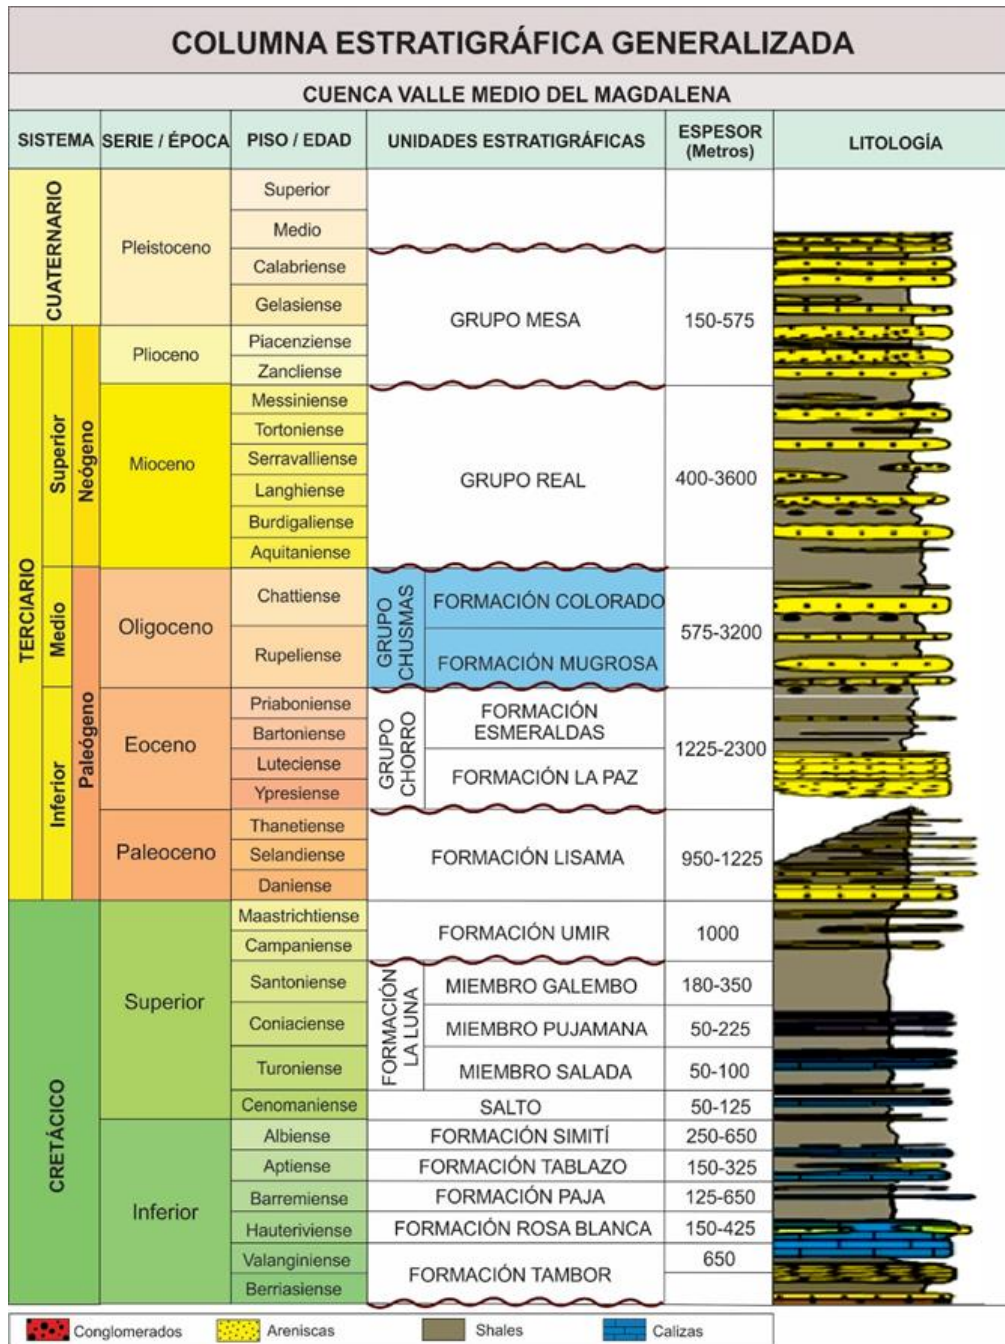 COLUMNA ESTRATIGRÁFICA GENERALIZADA
CUENCA VALLE MEDIO DEL MAGDALENA
SISTEMA
SERIE / ÉPOCA
PISO / EDAD
UNIDADES ESTRATIGRÁFICAS
ESPESOR
(Metros)
LITOLOGÍA
CUATERNARIO
Pleistoceno
Superior
Medio
Calabriense
Gelasiense
GRUPO MESA
150-575
TERCIARIO
Superior
Neógeno
Plioceno
Piacenziense
Zancliense
Mioceno
Messiniense
Tortoniense
Serravalliense
Langhiense
Burdigaliense
Aquitaniense
GRUPO REAL
400-3600
Medio
Paleógeno
Oligoceno
Chattiense
Rupeliense
GRUPO
CHUSMAS
FORMACIÓN COLORADO
FORMACIÓN MUGROSA
575-3200
Inferior
Eoceno
Priaboniense
Bartoniense
Luteciense
Ypresiense
GRUPO
CHORRO
FORMACIÓN
ESMERALDAS
FORMACIÓN LA PAZ
1225-2300
Paleoceno
Thanetiense
Selandiense
Daniense
FORMACIÓN LISAMA
950-1225
CRETÁCICO
Superior
Maastrichtiense
Campaniense
FORMACIÓN UMIR
1000
Santoniense
Coniaciense
Turoniense
FORMACIÓN
LA LUNA
MIEMBRO GALEMBO
180-350
MIEMBRO PUJAMANA
50-225
MIEMBRO SALADA
50-100
Cenomaniense
SALTO
50-125
Inferior
Albiense
FORMACIÓN SIMITÍ
250-650
Aptiense
FORMACIÓN TABLAZO
150-325
Barremiense
FORMACIÓN PAJA
125-650
Hauteriviense
FORMACIÓN ROSA BLANCA
150-425
Valanginiense
Berriasiense
FORMACIÓN TAMBOR
650
Conglomerados
Areniscas
Shales
Calizas